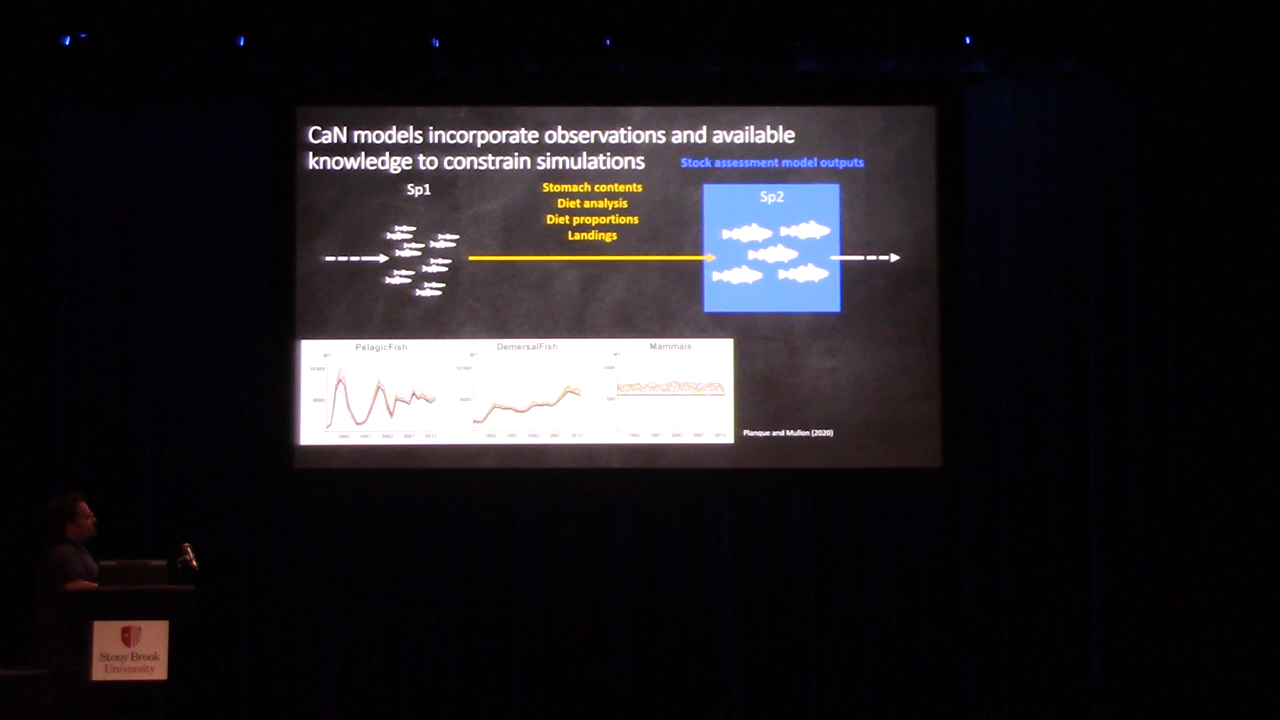 CaN models incorporate observations and available
knowledge to constrain simulations
Stock assessment model outputs
Sp1
Stomach contents
Diet analysis
Diet proportions
Landings
Sp2
PelagicFish
DemersalFish
Mammals
Planque and Mullon (2020)
Stony Brook
University